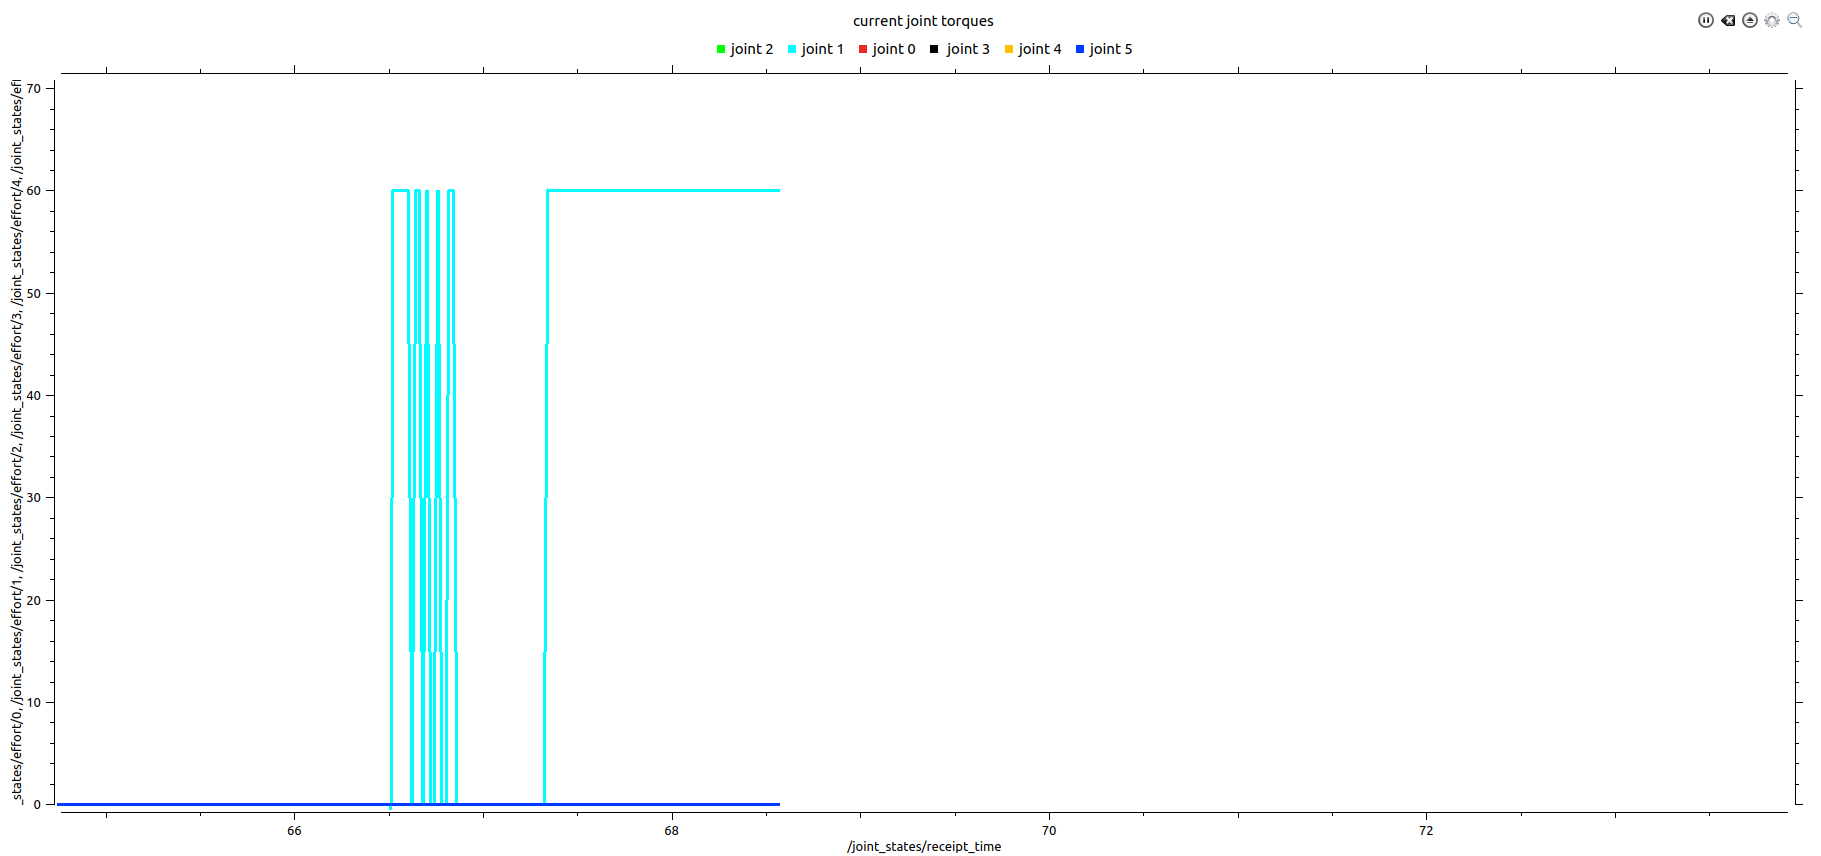 current joint torques
joint 2 joint 1 joint 0 joint 3 joint 4 joint 5
_states/effort/0, /joint_states/effort/1, /joint_states/effort/2, /joint_states/effort/3, /joint_states/effort/4, /joint_states/ef
70
60
50
40
30
20
10
0
66 68 70 72
/joint_states/receipt_time